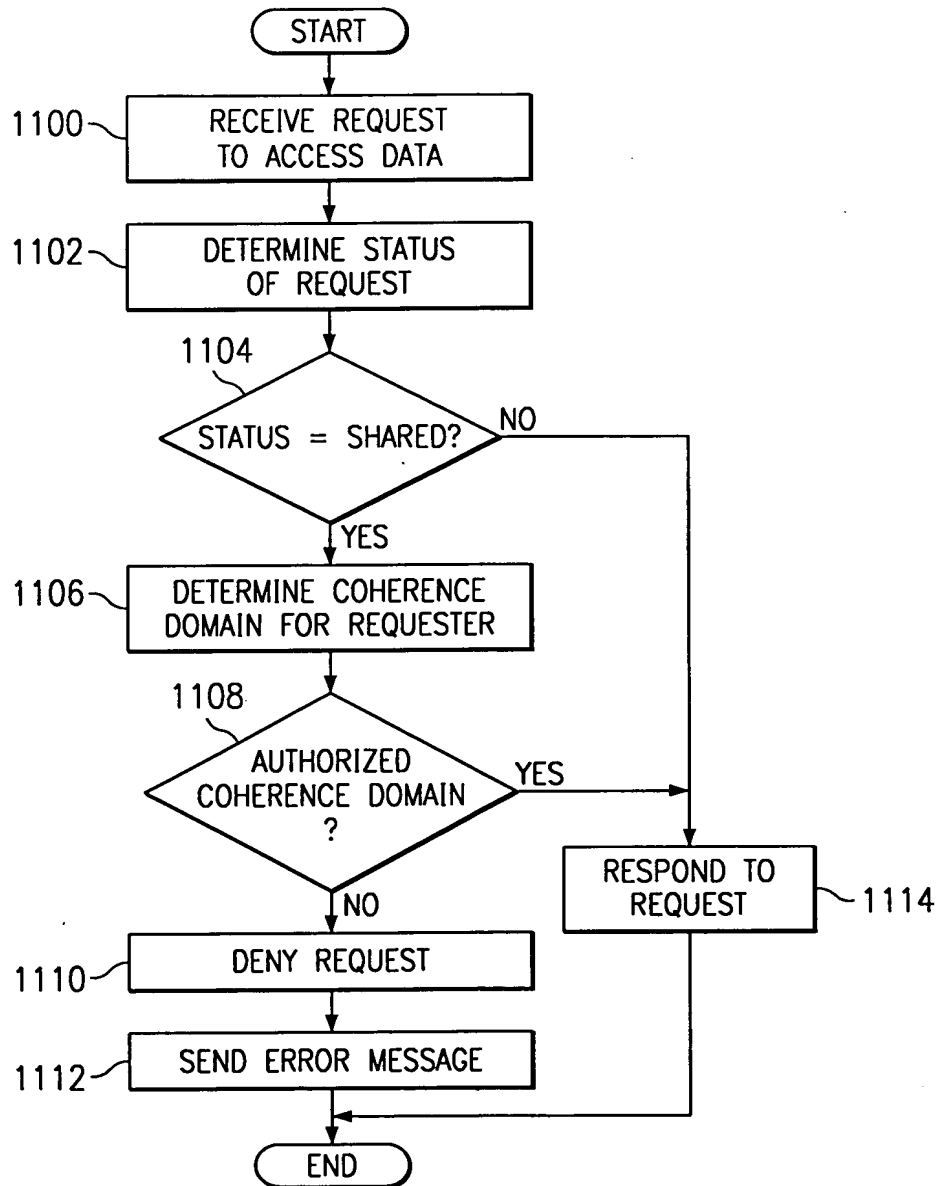 START
1100
RECEIVE REQUEST
TO ACCESS DATA
1102
DETERMINE STATUS
OF REQUEST
1104
STATUS = SHARED?
NO
YES
1106
DETERMINE COHERENCE
DOMAIN FOR REQUESTER
1108
AUTHORIZED
COHERENCE DOMAIN
?
YES
NO
RESPOND TO
REQUEST
1114
1110
DENY REQUEST
1112
SEND ERROR MESSAGE
END